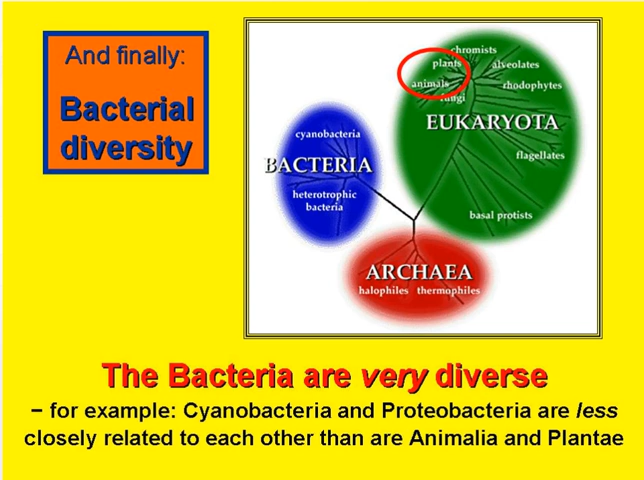 And finally:
Bacterial
diversity
chromists
plants
alveolates
animals
rhodophytes
fungi
EUKARYOTA
cyanobacteria
flagellates
BACTERIA
heterotrophic
bacteria
basal protists
ARCHAEA
halophiles thermophiles
The Bacteria are very diverse
– for example: Cyanobacteria and Proteobacteria are less
closely related to each other than are Animalia and Plantae